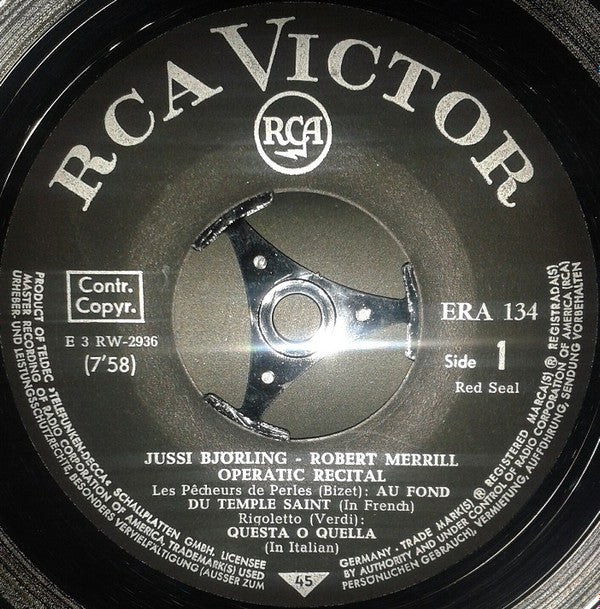 RCA VICTOR
RCA
Contr.
Copyr.
E 3 RW-2936
(7'58)
ERA 134
Side 1
Red Seal
JUSSI BJÖRLING - ROBERT MERRILL
OPERATIC RECITAL
Les Pêcheurs de Perles (Bizet): AU FOND
DU TEMPLE SAINT (In French)
Rigoletto (Verdi):
QUESTA O QUELLA
(In Italian)
45
PRODUCT OF TELDEC »TELEFUNKEN-DECCA« SCHALLPLATTEN GMBH. LICENSEE
MASTER RECORDING OF RADIO CORPORATION OF AMERICA, TRADEMARK(S) USED
URHEBER- UND LEISTUNGSSCHUTZRECHTE BESONDERS VERVIELFÄLTIGUNG (AUSSER ZUM
GERMANY · TRADE MARK(S) ® REGISTERED MARCA(S) ® REGISTRADA(S)
BY AUTHORITY AND UNDER CONTROL OF RADIO CORPORATION OF AMERICA (RCA)
PERSÖNLICHEN GEBRAUCH), VERMIETUNG, AUFFÜHRUNG, SENDUNG VORBEHALTEN